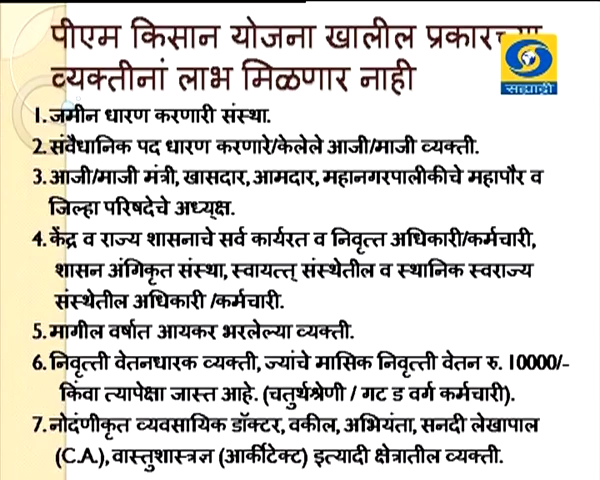 पीएम किसान योजना खालील प्रकारच्या
व्यक्तीनां लाभ मिळणार नाही
सह्याद्री
1. जमीन धारण करणारी संस्था.
2. संवैधानिक पद धारण करणारे/केलेले आजी/माजी व्यक्ती.
3. आजी/माजी मंत्री, खासदार, आमदार, महानगरपालीकीचे महापौर व
जिल्हा परिषदेचे अध्य्क्ष.
4. केंद्र व राज्य शासनाचे सर्व कार्यरत व निवृत्त अधिकारी/कर्मचारी,
शासन अंगिकृत संस्था, स्वायत्त् संस्थेतील व स्थानिक स्वराज्य
संस्थेतील अधिकारी /कर्मचारी.
5. मागील वर्षात आयकर भरलेल्या व्यक्ती.
6. निवृत्ती वेतनधारक व्यक्ती, ज्यांचे मासिक निवृत्ती वेतन रु. 10000/-
किंवा त्यापेक्षा जास्त आहे. (चतुर्थश्रेणी / गट ड वर्ग कर्मचारी).
7. नोदंणीकृत व्यवसायिक डॉक्टर, वकील, अभियंता, सनदी लेखापाल
(C.A.), वास्तुशास्त्रज्ञ (आर्कीटेक्ट) इत्यादी क्षेत्रातील व्यक्ती.